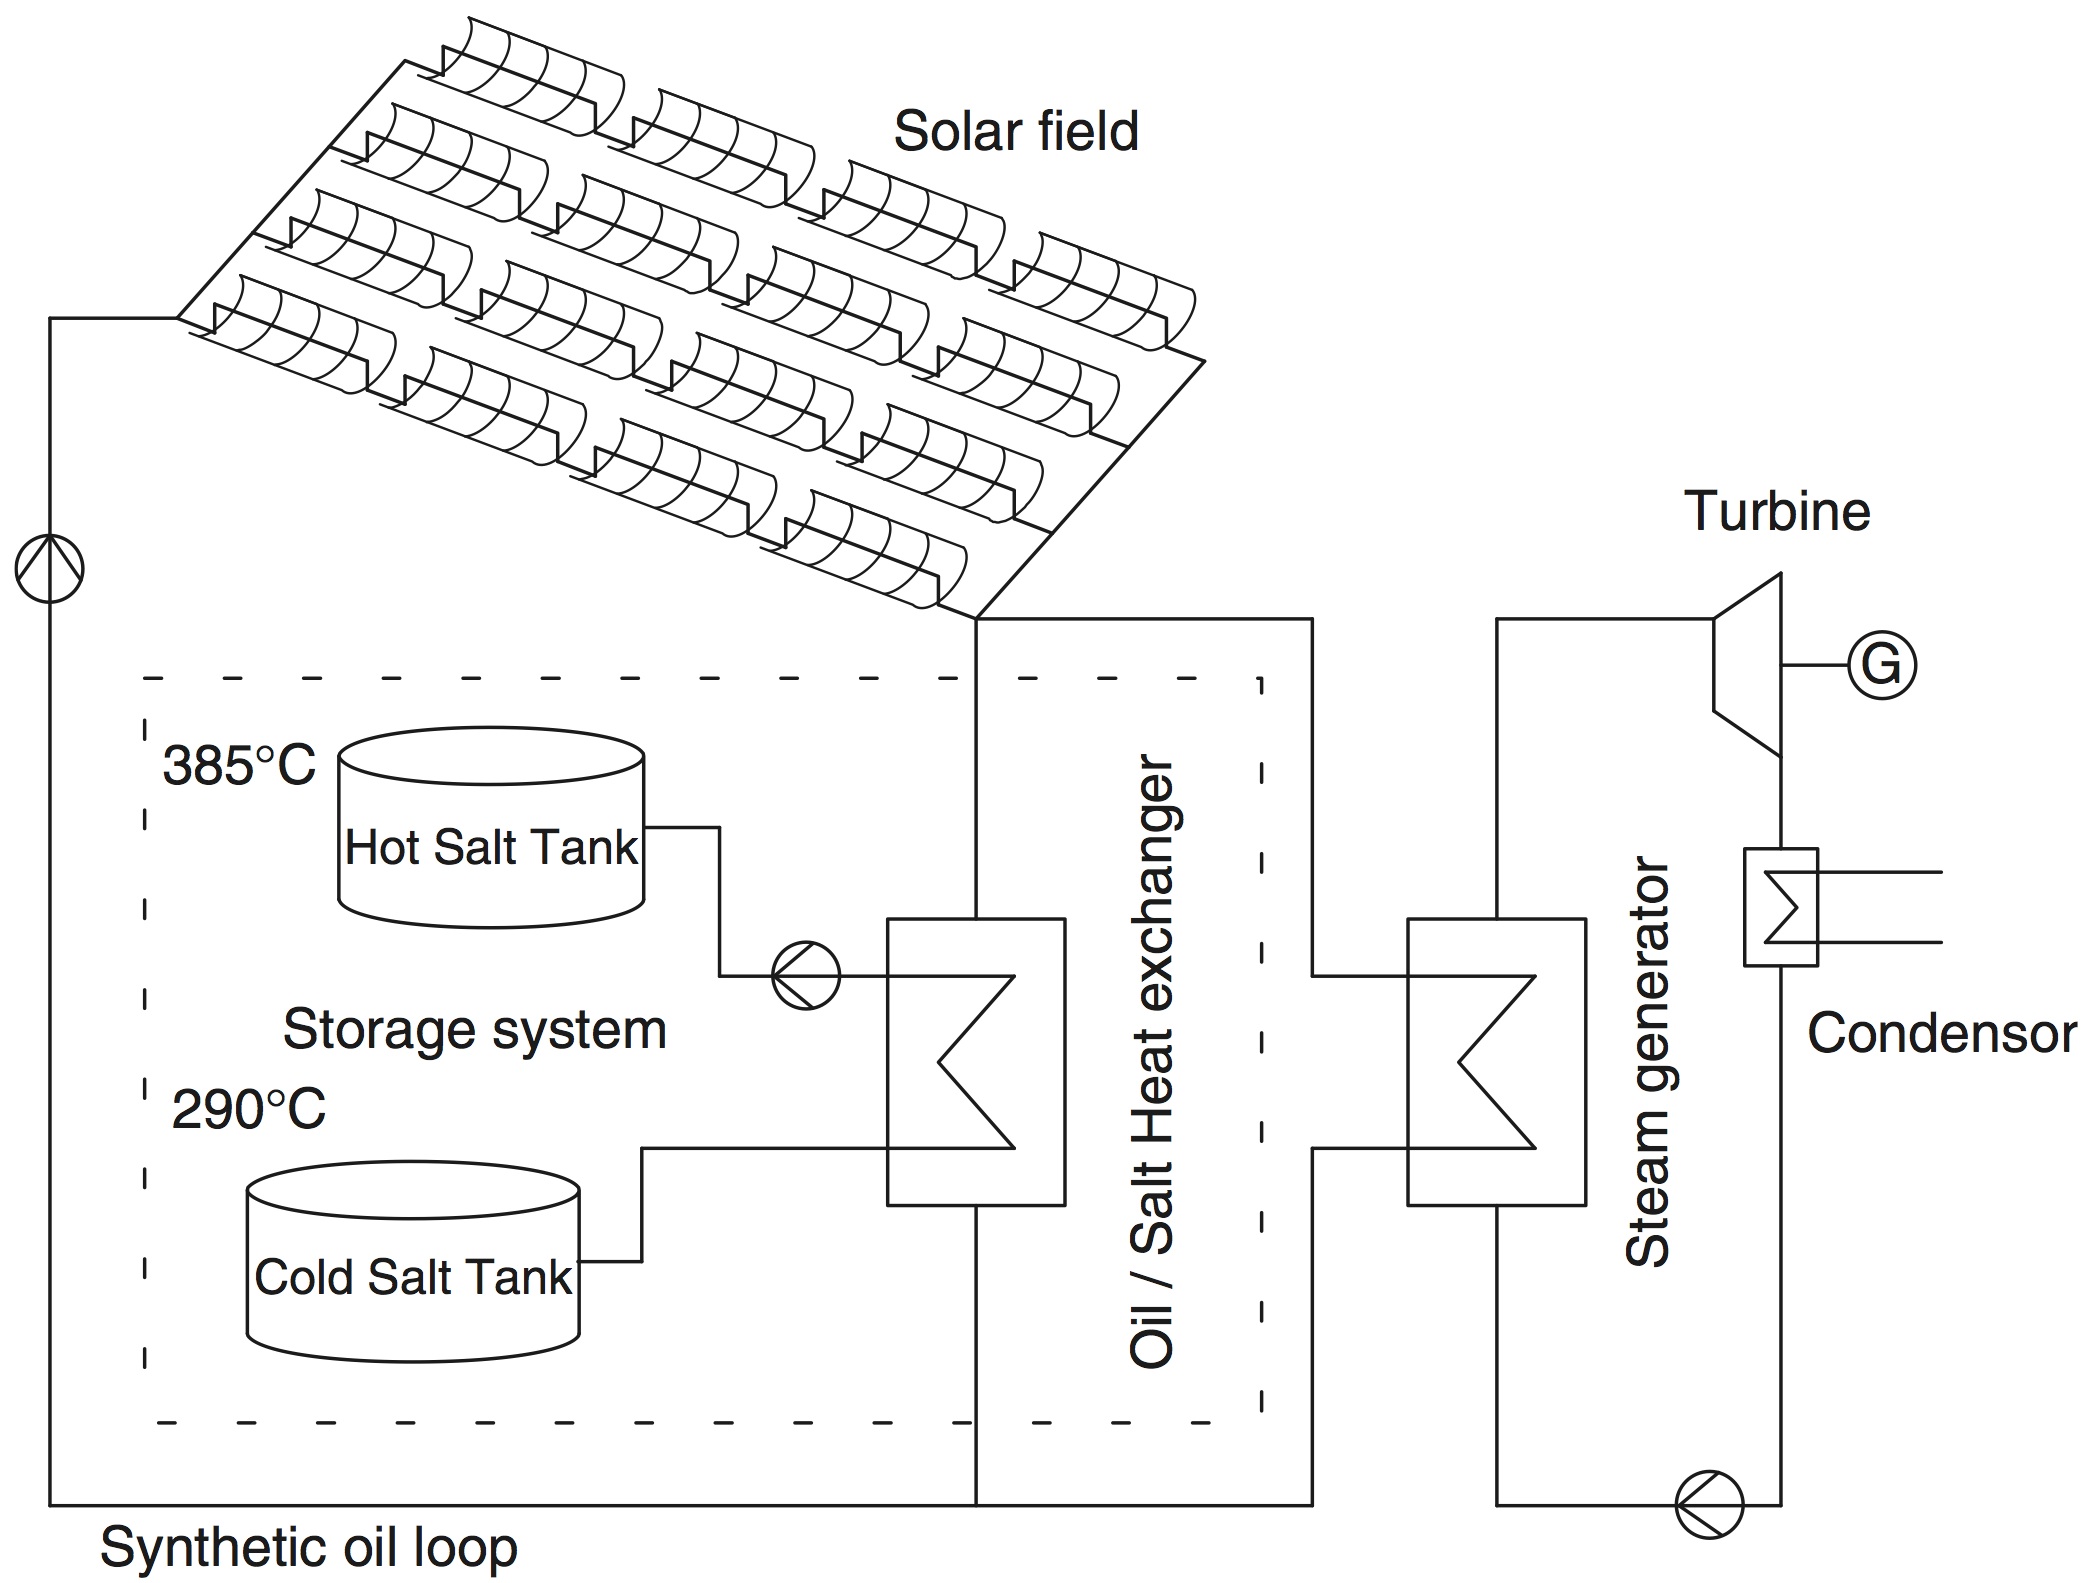 Solar field
Turbine
G
385°C
Hot Salt Tank
Storage system
290°C
Cold Salt Tank
Oil / Salt Heat exchanger
Steam generator
Condensor
Synthetic oil loop